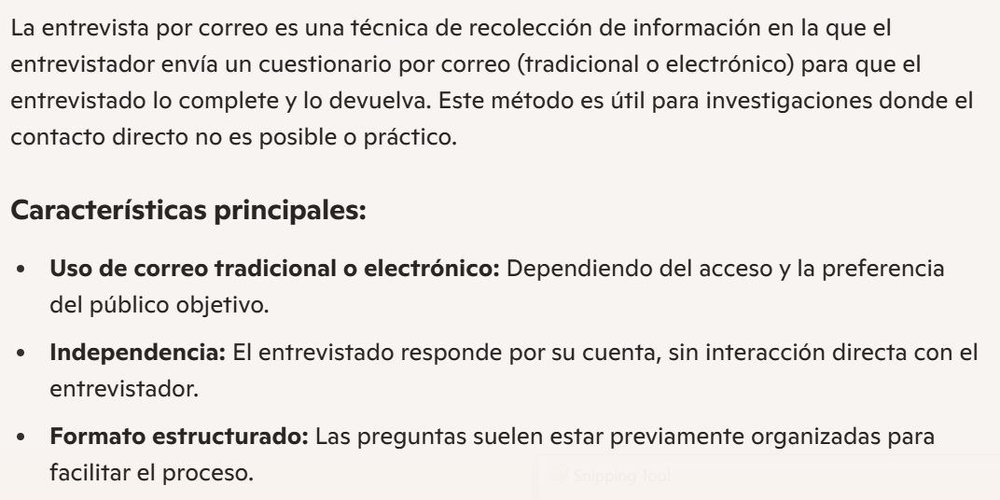 La entrevista por correo es una técnica de recolección de información en la que el
entrevistador envía un cuestionario por correo (tradicional o electrónico) para que el
entrevistado lo complete y lo devuelva. Este método es útil para investigaciones donde el
contacto directo no es posible o práctico.
Características principales:
• Uso de correo tradicional o electrónico: Dependiendo del acceso y la preferencia
del público objetivo.
• Independencia: El entrevistado responde por su cuenta, sin interacción directa con el
entrevistador.
• Formato estructurado: Las preguntas suelen estar previamente organizadas para
facilitar el proceso.
Snipping Tool